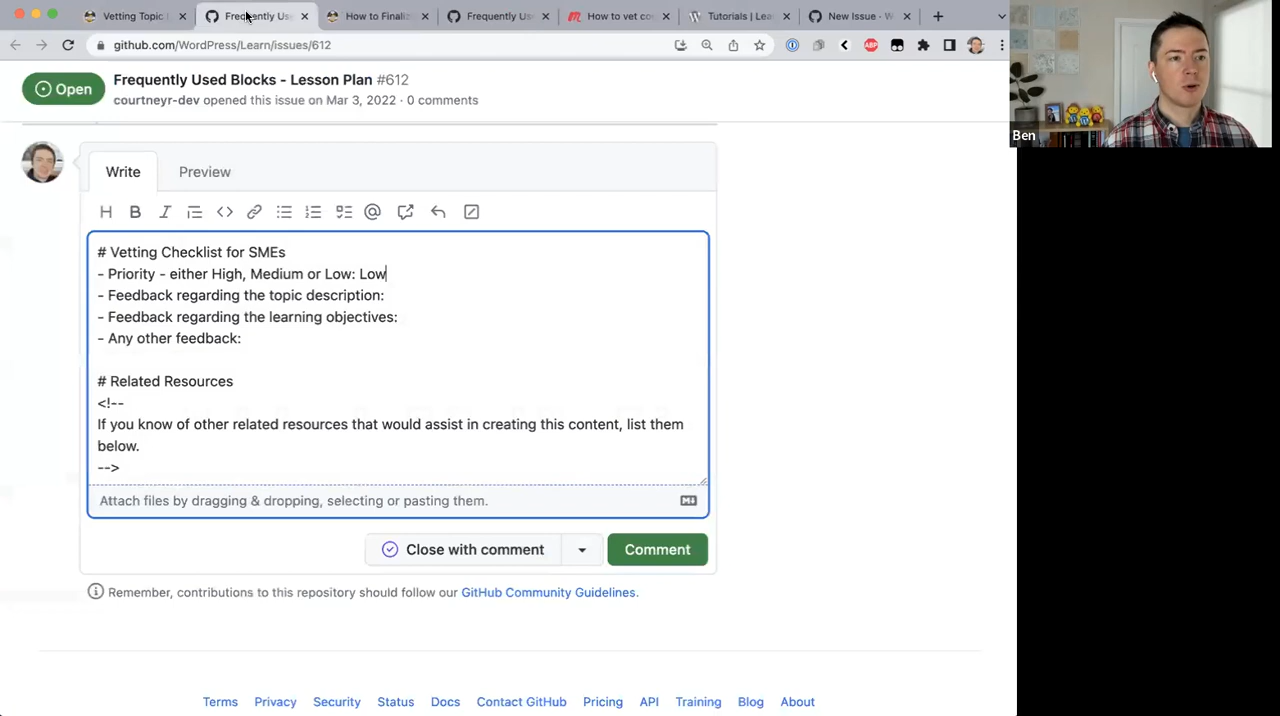 Vetting Topic
Frequently Us
How to Finaliz
Frequently Us
How to vet co
Tutorials | Lea
New Issue · W
github.com/WordPress/Learn/issues/612
ABP
Open
Frequently Used Blocks - Lesson Plan #612
courtneyr-dev opened this issue on Mar 3, 2022 · 0 comments
Ben
Write
Preview
# Vetting Checklist for SMEs
- Priority - either High, Medium or Low: Low
- Feedback regarding the topic description:
- Feedback regarding the learning objectives:
- Any other feedback:
# Related Resources
<!--
If you know of other related resources that would assist in creating this content, list them
below.
-->
Attach files by dragging & dropping, selecting or pasting them.
Close with comment
Comment
Remember, contributions to this repository should follow our GitHub Community Guidelines.
Terms Privacy Security Status Docs Contact GitHub Pricing API Training Blog About